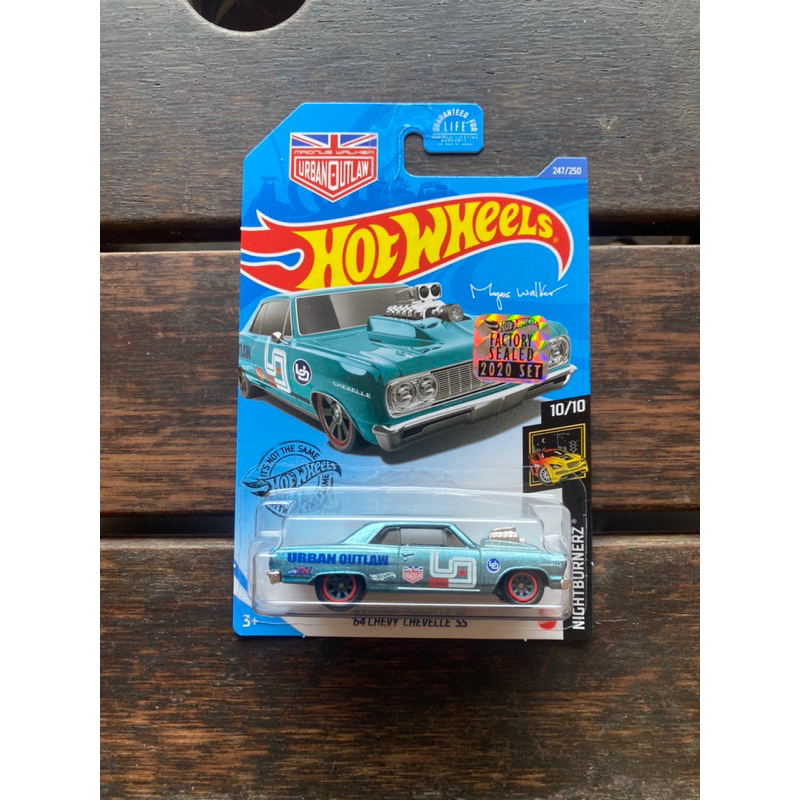 GUARANTEED FOR
LIFE
247/250
MAGNUS WALKER
URBAN OUTLAW
HOT WHEELS
Magnus Walker
HOT WHEELS
FACTORY
SEALED
2020 SET
CHEVELLE
10/10
IT'S NOT THE SAME
HOT WHEELS
URBAN OUTLAW
NIGHTBURNERZ
3+
'64 CHEVY CHEVELLE SS